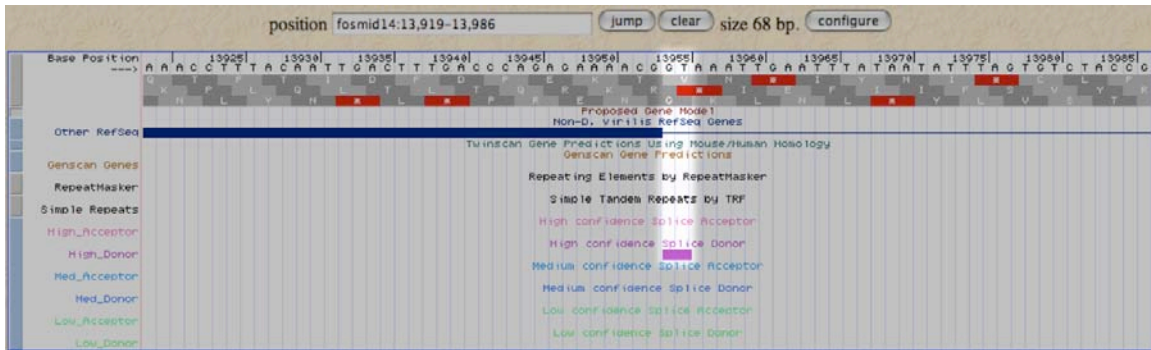 position fosmid14:13,919-13,986 jump clear size 68 bp. configure
Base Position 13925| 13930| 13935| 13940| 13945| 13950| 13955| 13960| 13965| 13970| 13975| 13980| 13985|
--->
Proposed Gene Model
Non-D. virilis RefSeq Genes
Other RefSeq
Twinscan Gene Predictions Using Mouse/Human Homology
Genscan Gene Predictions
Genscan Genes
Repeating Elements by RepeatMasker
RepeatMasker
Simple Tandem Repeats by TRF
Simple Repeats
High confidence Splice Acceptor
High_Acceptor
High confidence Splice Donor
High_Donor
Medium confidence Splice Acceptor
Med_Acceptor
Medium confidence Splice Donor
Med_Donor
Low confidence Splice Acceptor
Low_Acceptor
Low confidence Splice Donor
Low_Donor